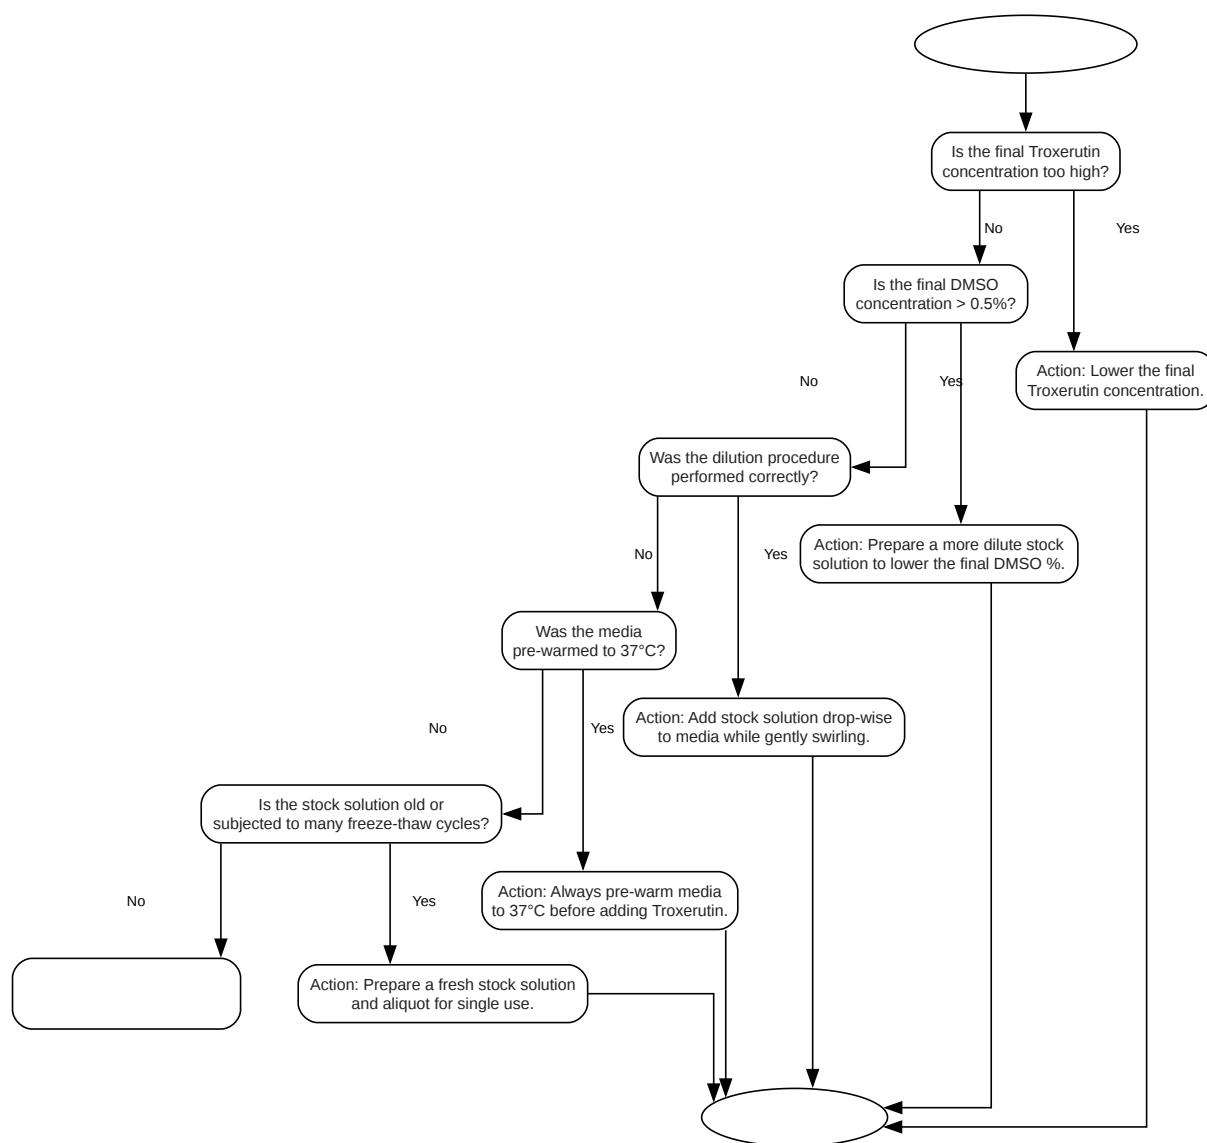 Is the final Troxerutin
concentration too high?
No
Yes
Is the final DMSO
concentration > 0.5%?
Action: Lower the final
Troxerutin concentration.
No
Yes
Was the dilution procedure
performed correctly?
Action: Prepare a more dilute stock
solution to lower the final DMSO %.
No
Yes
Was the media
pre-warmed to 37°C?
Action: Add stock solution drop-wise
to media while gently swirling.
No
Yes
Is the stock solution old or
subjected to many freeze-thaw cycles?
Action: Always pre-warm media
to 37°C before adding Troxerutin.
No
Yes
Action: Prepare a fresh stock solution
and aliquot for single use.